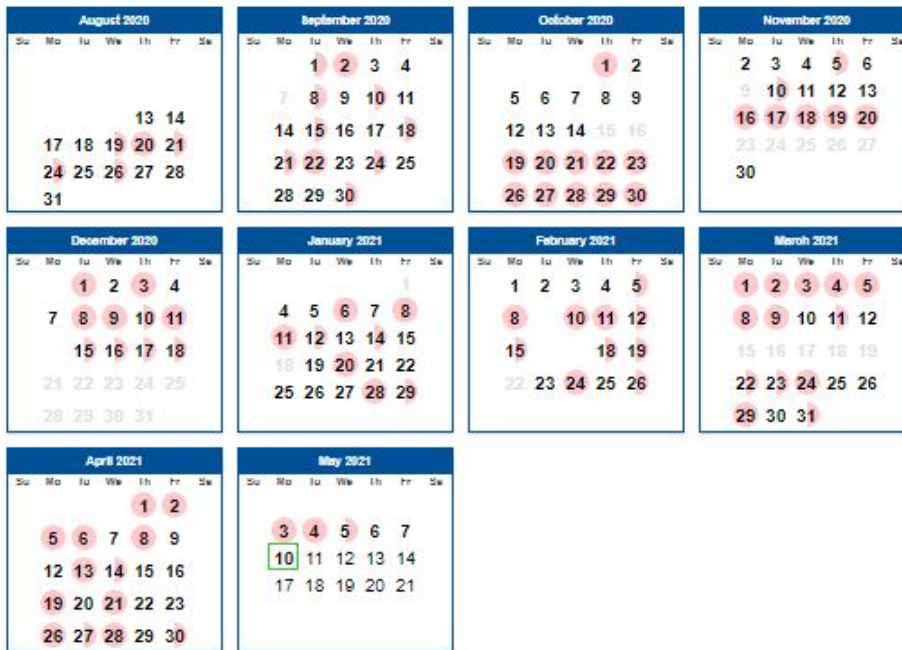 August 2020
Su Mo Tu We Th Fr Sa
13 14
17 18 19 20 21
24 25 26 27 28
31
September 2020
Su Mo Tu We Th Fr Sa
1 2 3 4
7 8 9 10 11
14 15 16 17 18
21 22 23 24 25
28 29 30
October 2020
Su Mo Tu We Th Fr Sa
1 2
5 6 7 8 9
12 13 14 15 16
19 20 21 22 23
26 27 28 29 30
November 2020
Su Mo Tu We Th Fr Sa
2 3 4 5 6
9 10 11 12 13
16 17 18 19 20
23 24 25 26 27
30
December 2020
Su Mo Tu We Th Fr Sa
1 2 3 4
7 8 9 10 11
15 16 17 18
21 22 23 24 25
28 29 30 31
January 2021
Su Mo Tu We Th Fr Sa
1
4 5 6 7 8
11 12 13 14 15
18 19 20 21 22
25 26 27 28 29
February 2021
Su Mo Tu We Th Fr Sa
1 2 3 4 5
8 10 11 12
15 18 19
22 23 24 25 26
March 2021
Su Mo Tu We Th Fr Sa
1 2 3 4 5
8 9 10 11 12
15 16 17 18 19
22 23 24 25 26
29 30 31
April 2021
Su Mo Tu We Th Fr Sa
1 2
5 6 7 8 9
12 13 14 15 16
19 20 21 22 23
26 27 28 29 30
May 2021
Su Mo Tu We Th Fr Sa
3 4 5 6 7
10 11 12 13 14
17 18 19 20 21